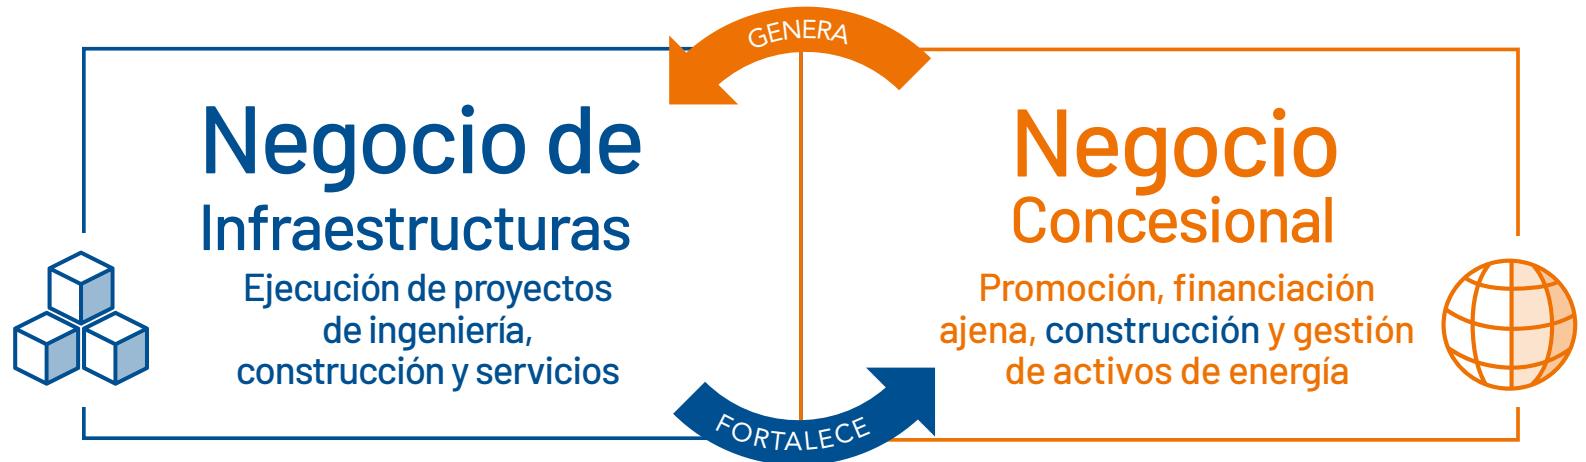 GENERA
Negocio de
Infraestructuras
Ejecución de proyectos
de ingeniería,
construcción y servicios
Negocio
Concesional
Promoción, financiación
ajena, construcción y gestión
de activos de energía
FORTALECE